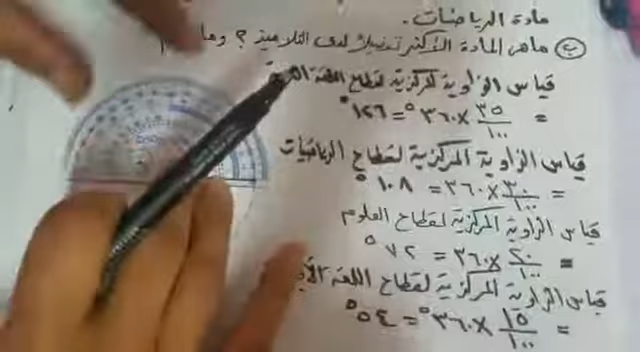 مادة الرياضيات.
ب) ماهى المادة الأكثر تفضيلاً لدى التلاميذ ؟ وما
قياس الزاوية المركزية لقطاع اللغة
= ٣٥/١٠٠ × ٣٦٠° = ١٢٦°
قياس الزاوية المركزية لقطاع الرياضيات
= ٣٠/١٠٠ × ٣٦٠ = ١٠٨°
قياس الزاوية المركزية لقطاع العلوم
= ٢٠/١٠٠ × ٣٦٠ = ٧٢°
قياس الزاوية المركزية لقطاع اللغة
= ١٥/١٠٠ × ٣٦٠° = ٥٤°